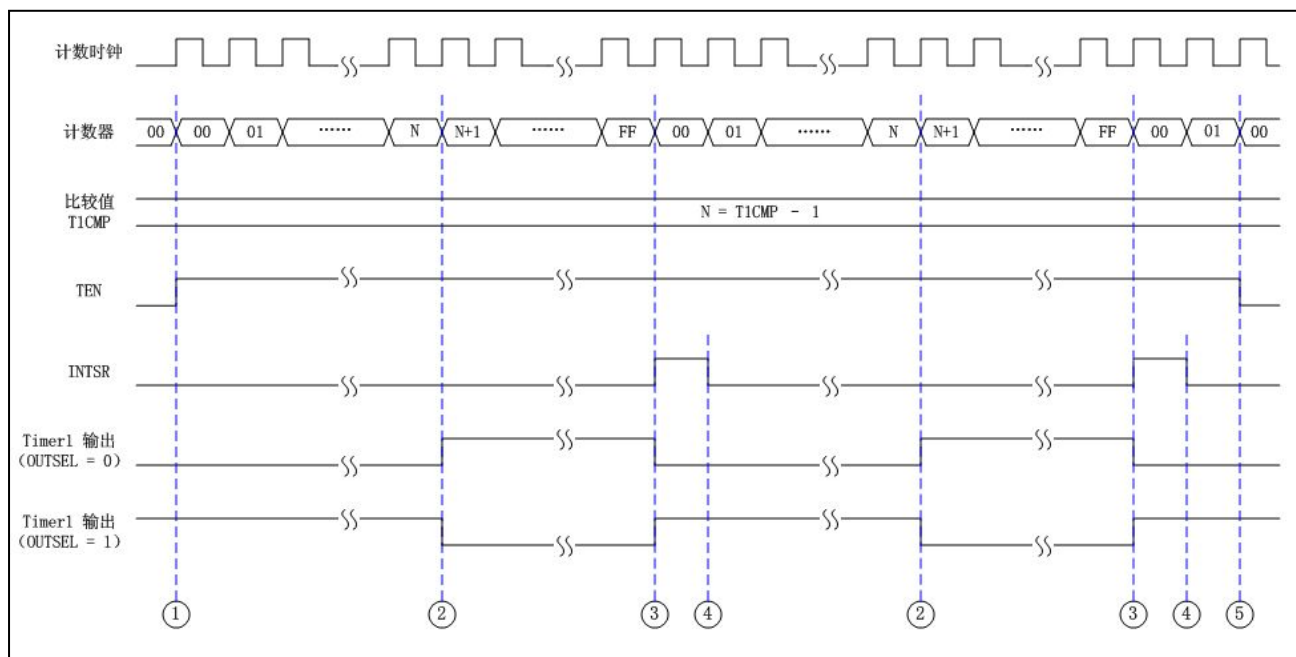 计数时钟
计数器 00 00 01 ...... N N+1 ...... FF 00 01 ...... N N+1 ...... FF 00 01 00
比较值
T1CMP
N = T1CMP - 1
TEN
INTSR
Timer1 输出
(OUTSEL = 0)
Timer1 输出
(OUTSEL = 1)
① ② ③ ④ ② ③ ④ ⑤